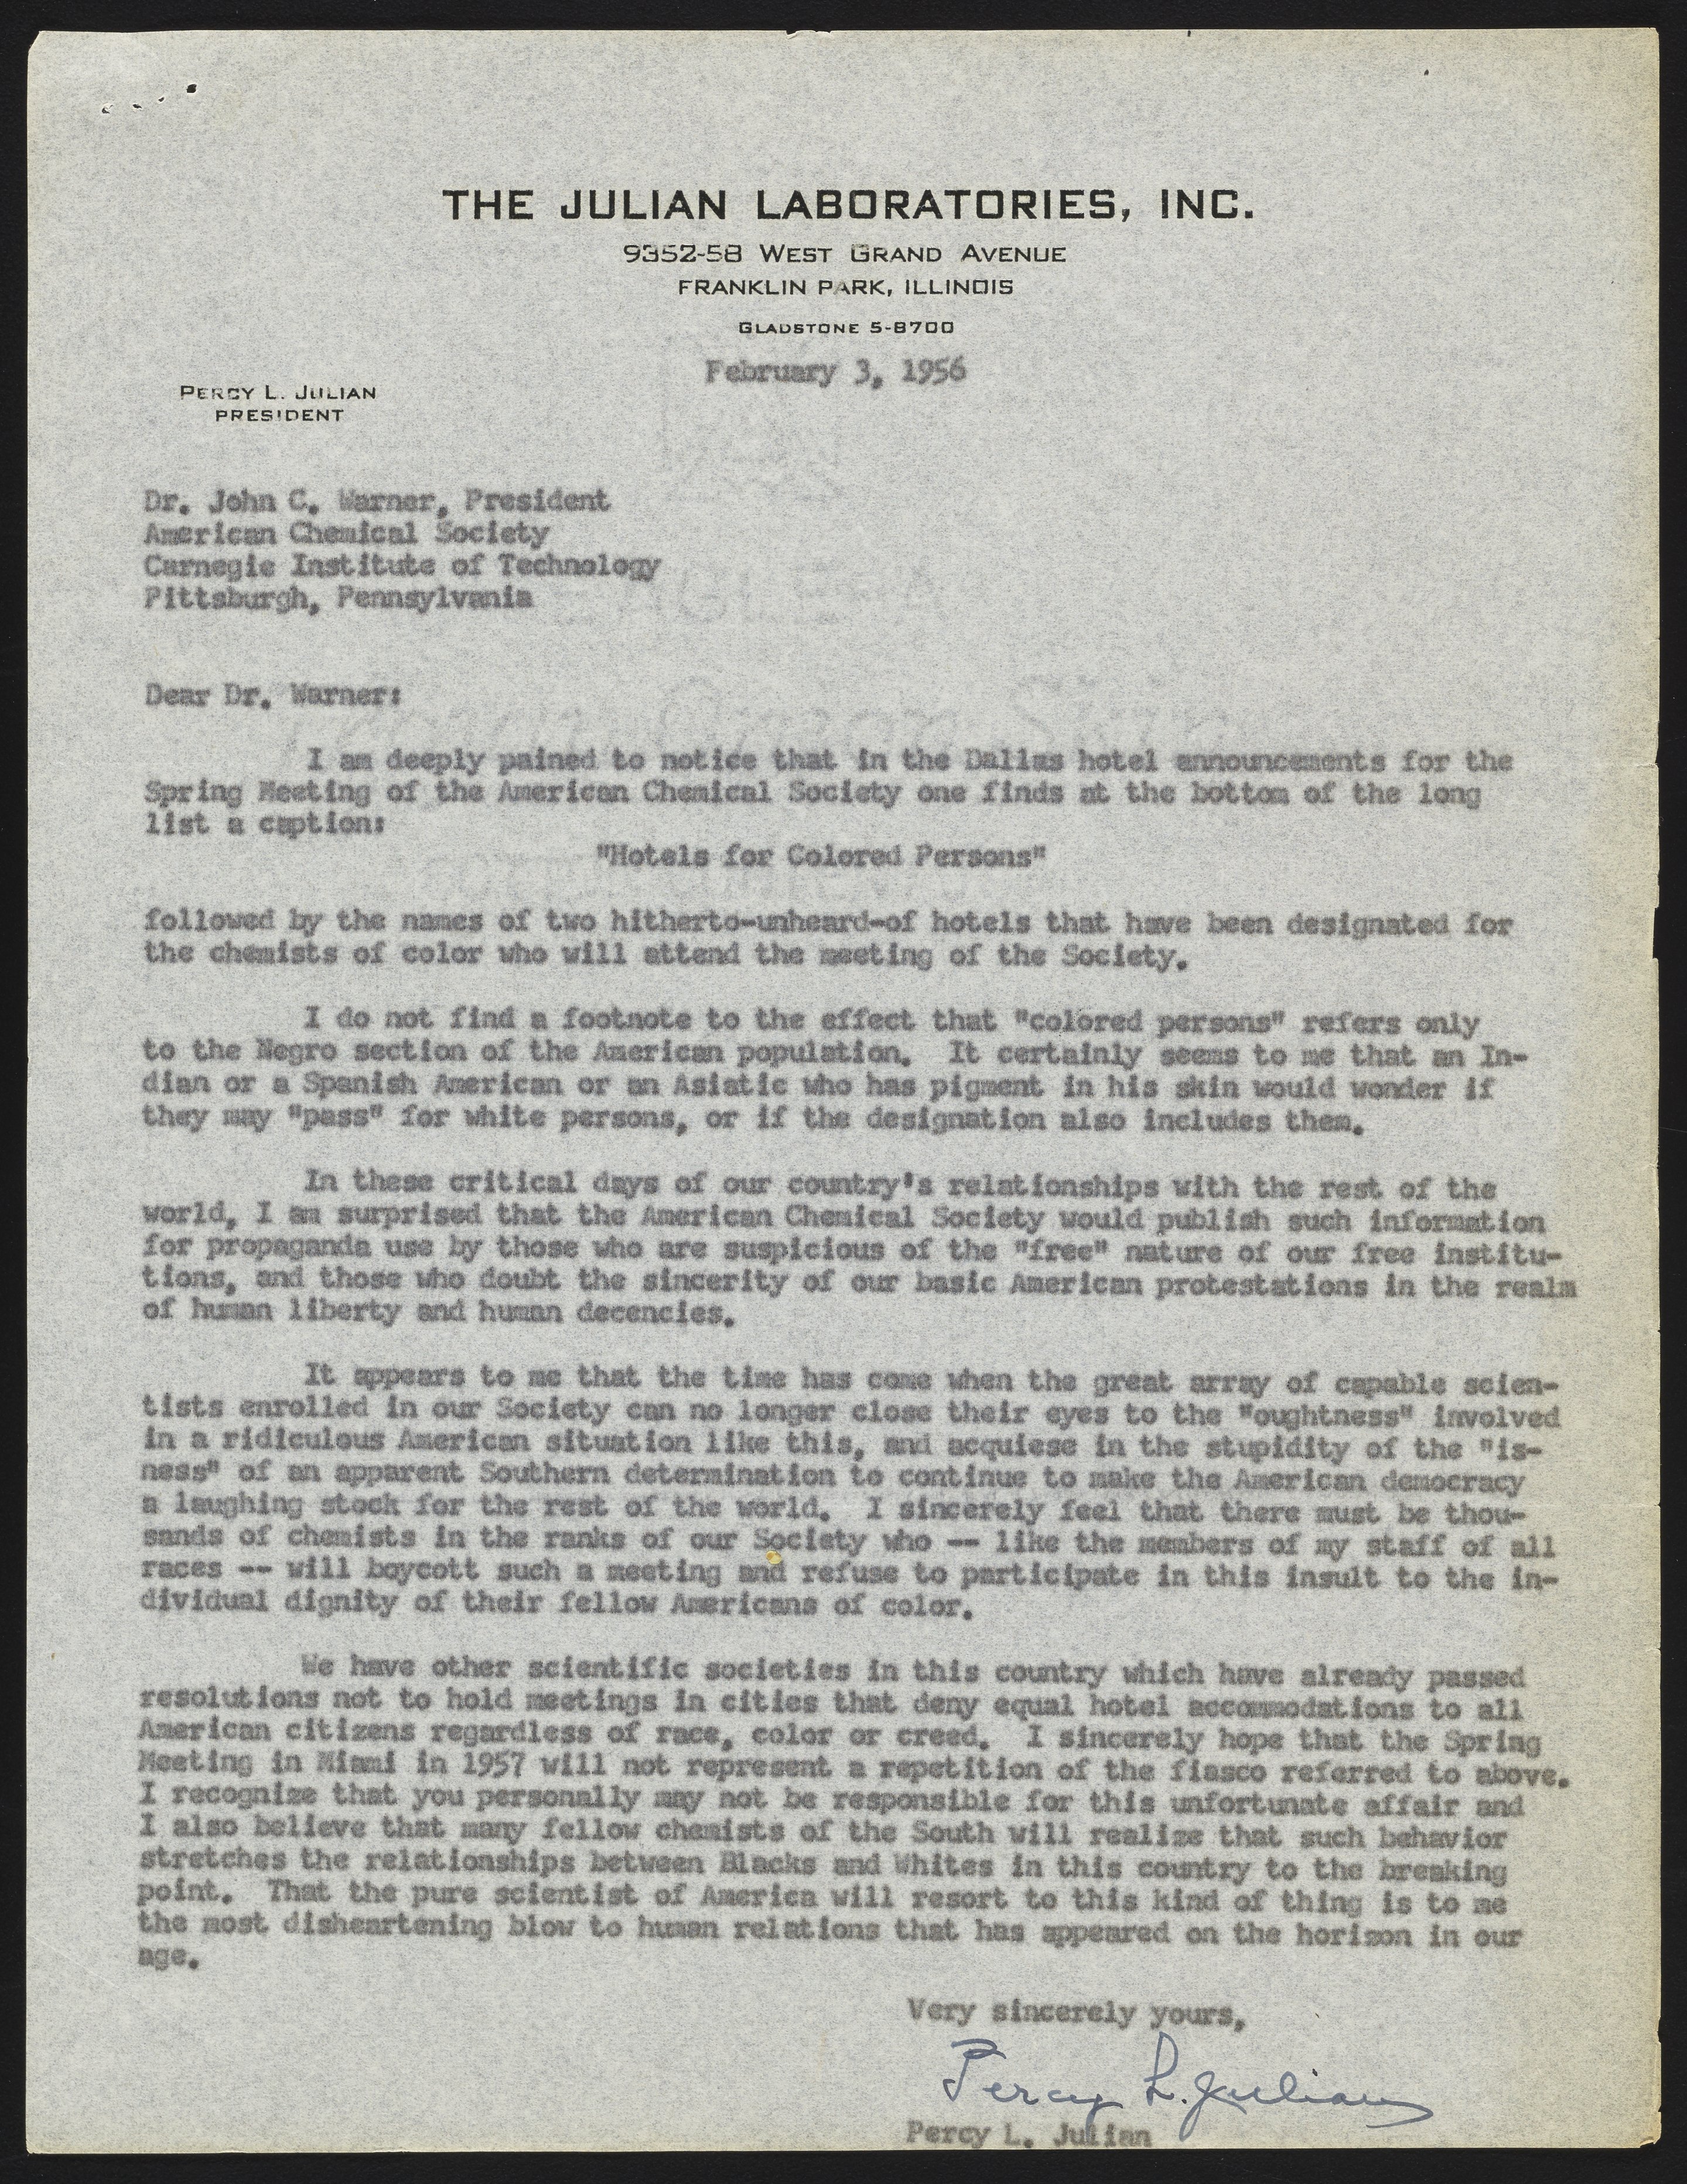 THE JULIAN LABORATORIES, INC.
9352-58 WEST GRAND AVENUE
FRANKLIN PARK, ILLINOIS
GLADSTONE 5-8700
February 3, 1956
PERCY L. JULIAN
PRESIDENT
Dr. John C. Warner, President
American Chemical Society
Carnegie Institute of Technology
Pittsburgh, Pennsylvania
Dear Dr. Warner:
I am deeply pained to notice that in the Dallas hotel announcements for the
Spring Meeting of the American Chemical Society one finds at the bottom of the long
list a caption:
"Hotels for Colored Persons"
followed by the names of two hitherto-unheard-of hotels that have been designated for
the chemists of color who will attend the meeting of the Society.
I do not find a footnote to the effect that "colored persons" refers only
to the Negro section of the American population. It certainly seems to me that an In-
dian or a Spanish American or an Asiatic who has pigment in his skin would wonder if
they may "pass" for white persons, or if the designation also includes them.
In these critical days of our country's relationships with the rest of the
world, I am surprised that the American Chemical Society would publish such information
for propaganda use by those who are suspicious of the "free" nature of our free institu-
tions, and those who doubt the sincerity of our basic American protestations in the realm
of human liberty and human decencies.
It appears to me that the time has come when the great array of capable scien-
tists enrolled in our Society can no longer close their eyes to the "oughtness" involved
in a ridiculous American situation like this, and acquiese in the stupidity of the "is-
ness" of an apparent Southern determination to continue to make the American democracy
a laughing stock for the rest of the world. I sincerely feel that there must be thou-
sands of chemists in the ranks of our Society who -- like the members of my staff of all
races -- will boycott such a meeting and refuse to participate in this insult to the in-
dividual dignity of their fellow Americans of color.
We have other scientific societies in this country which have already passed
resolutions not to hold meetings in cities that deny equal hotel accommodations to all
American citizens regardless of race, color or creed. I sincerely hope that the Spring
Meeting in Miami in 1957 will not represent a repetition of the fiasco referred to above.
I recognize that you personally may not be responsible for this unfortunate affair and
I also believe that many fellow chemists of the South will realize that such behavior
stretches the relationships between Blacks and Whites in this country to the breaking
point. That the pure scientist of America will resort to this kind of thing is to me
the most disheartening blow to human relations that has appeared on the horizon in our
age.
Very sincerely yours,
Percy L. Julian
Percy L. Julian